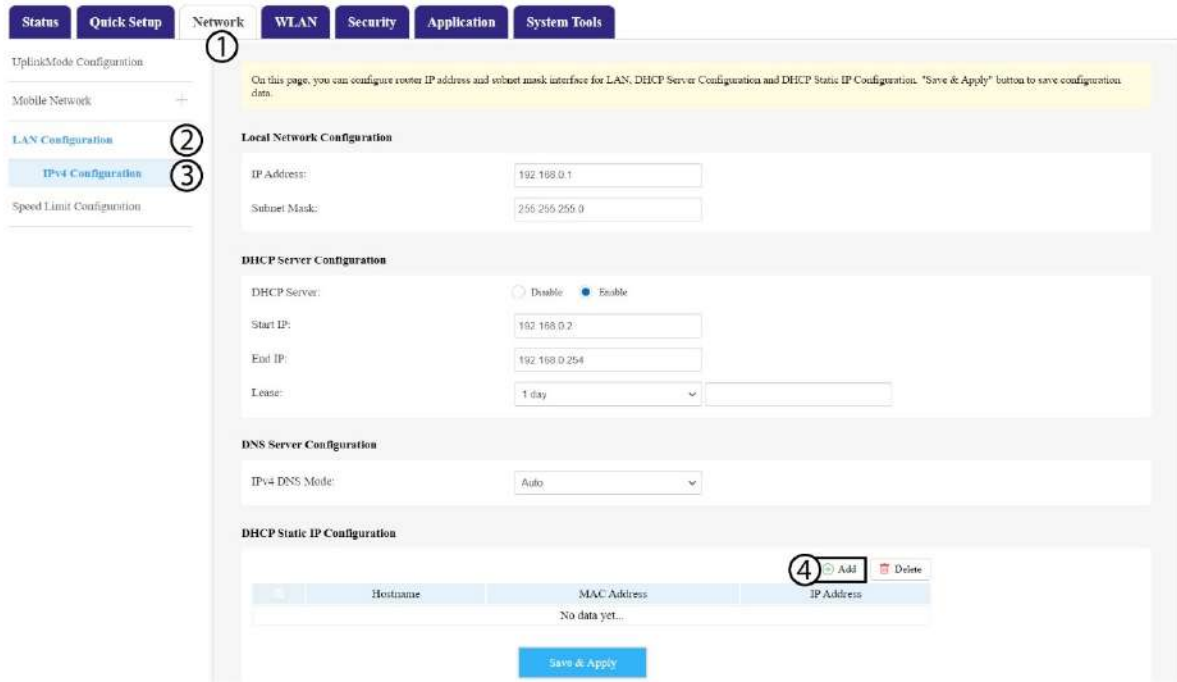 Status Quick Setup Network WLAN Security Application System Tools
①
UplinkMode Configuration
Mobile Network
LAN Configuration ②
IPv4 Configuration ③
Speed Limit Configuration
On this page, you can configure router IP address and subnet mask interface for LAN, DHCP Server Configuration and DHCP Static IP Configuration. "Save & Apply" button to save configuration
data.
Local Network Configuration
IP Address: 192.168.0.1
Subnet Mask: 255.255.255.0
DHCP Server Configuration
DHCP Server: Disable Enable
Start IP: 192.168.0.2
End IP: 192.168.0.254
Lease: 1 day
DNS Server Configuration
IPv4 DNS Mode: Auto
DHCP Static IP Configuration
④ Add Delete
Hostname MAC Address IP Address
No data yet...
Save & Apply